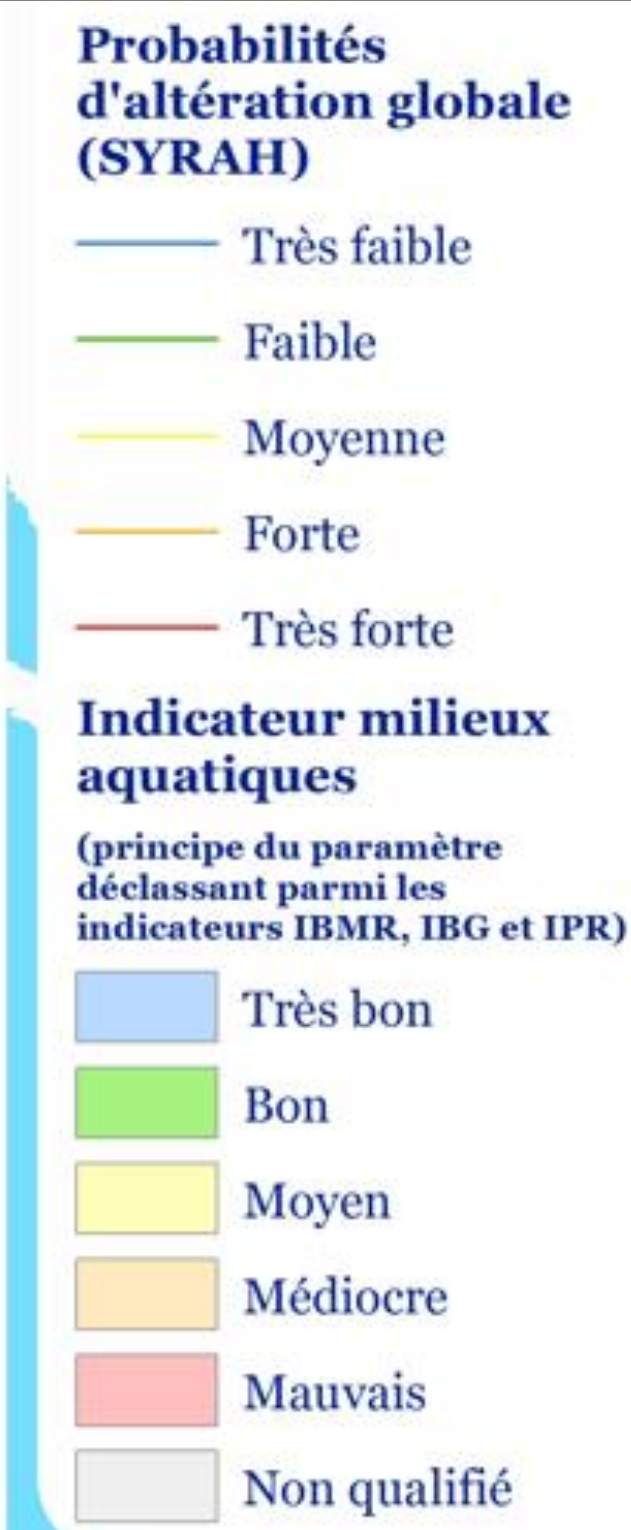 Probabilités
d'altération globale
(SYRAH)
Très faible
Faible
Moyenne
Forte
Très forte
Indicateur milieux
aquatiques
(principe du paramètre
déclassant parmi les
indicateurs IBMR, IBG et IPR)
Très bon
Bon
Moyen
Médiocre
Mauvais
Non qualifié